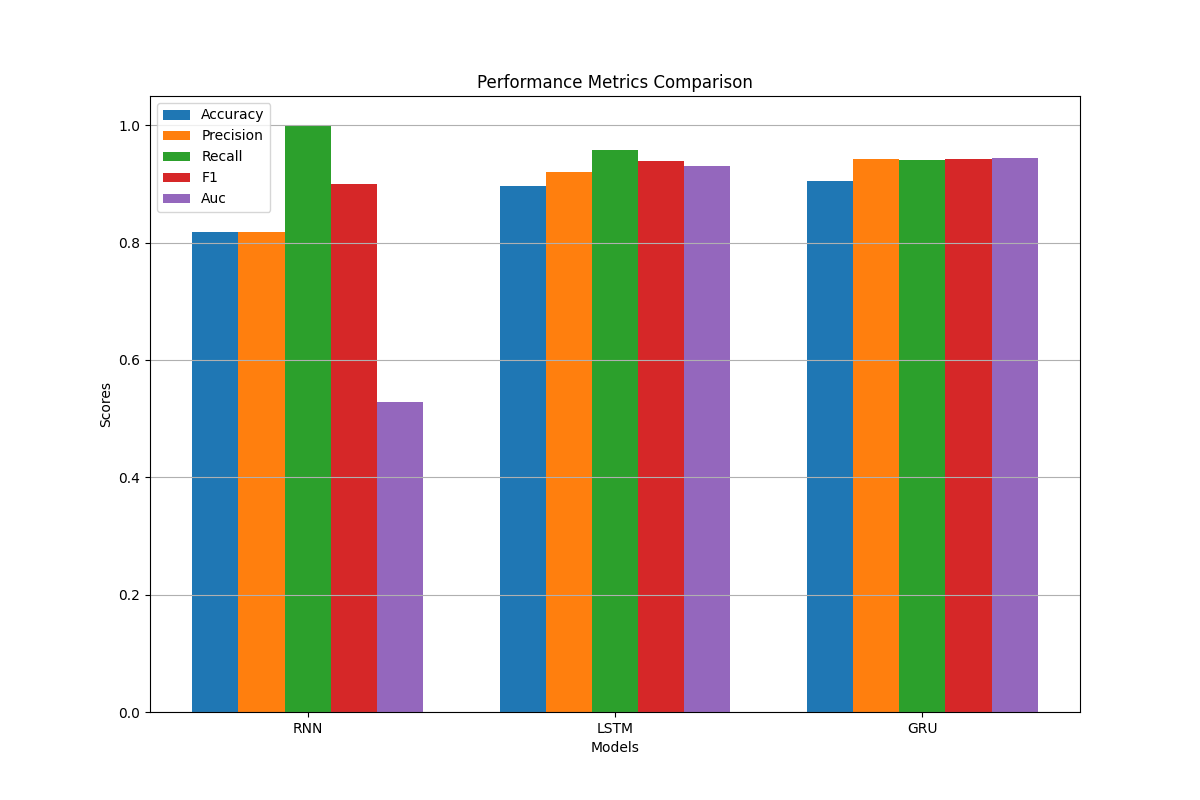 Performance Metrics Comparison
Accuracy
Precision
Recall
F1
Auc
1.0
0.8
0.6
0.4
0.2
0.0
Scores
RNN
LSTM
GRU
Models